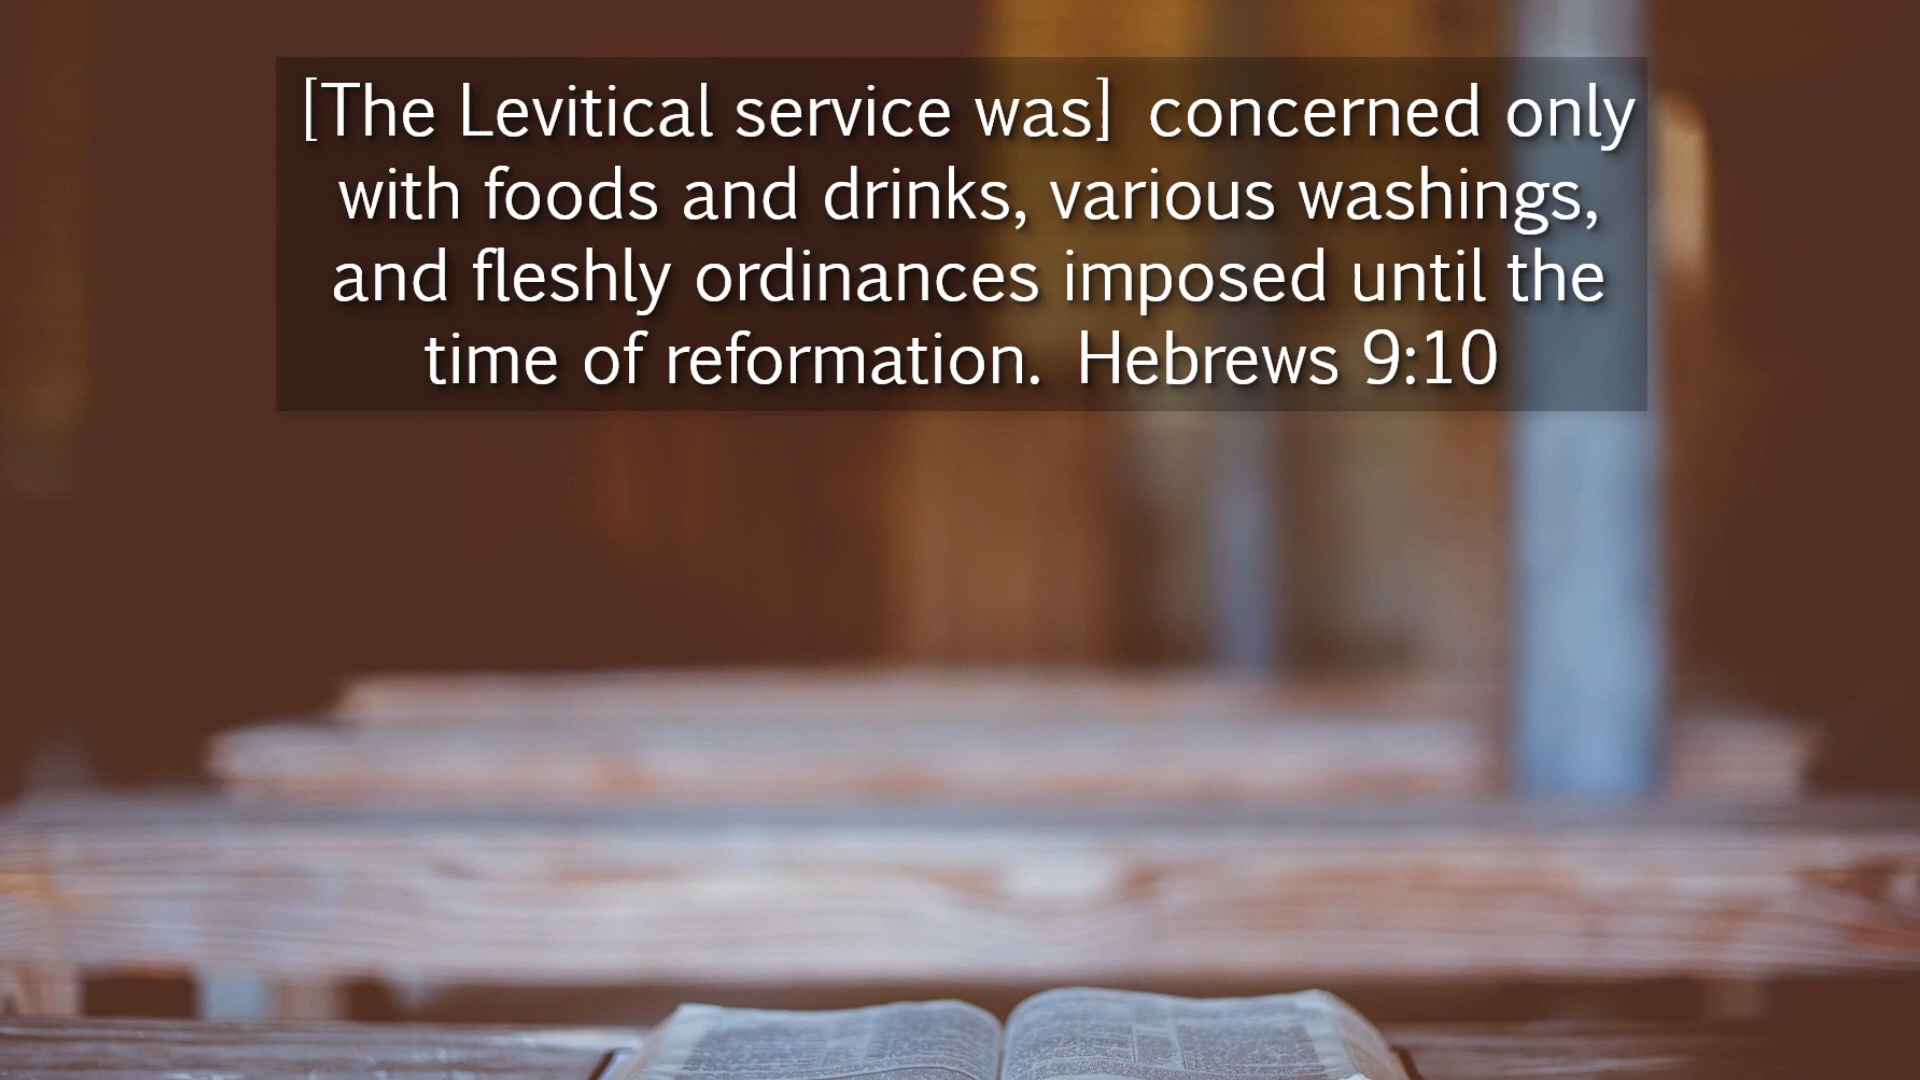 [The Levitical service was]  concerned only
with foods and drinks, various washings,
and fleshly ordinances imposed until the
time of reformation.  Hebrews 9:10